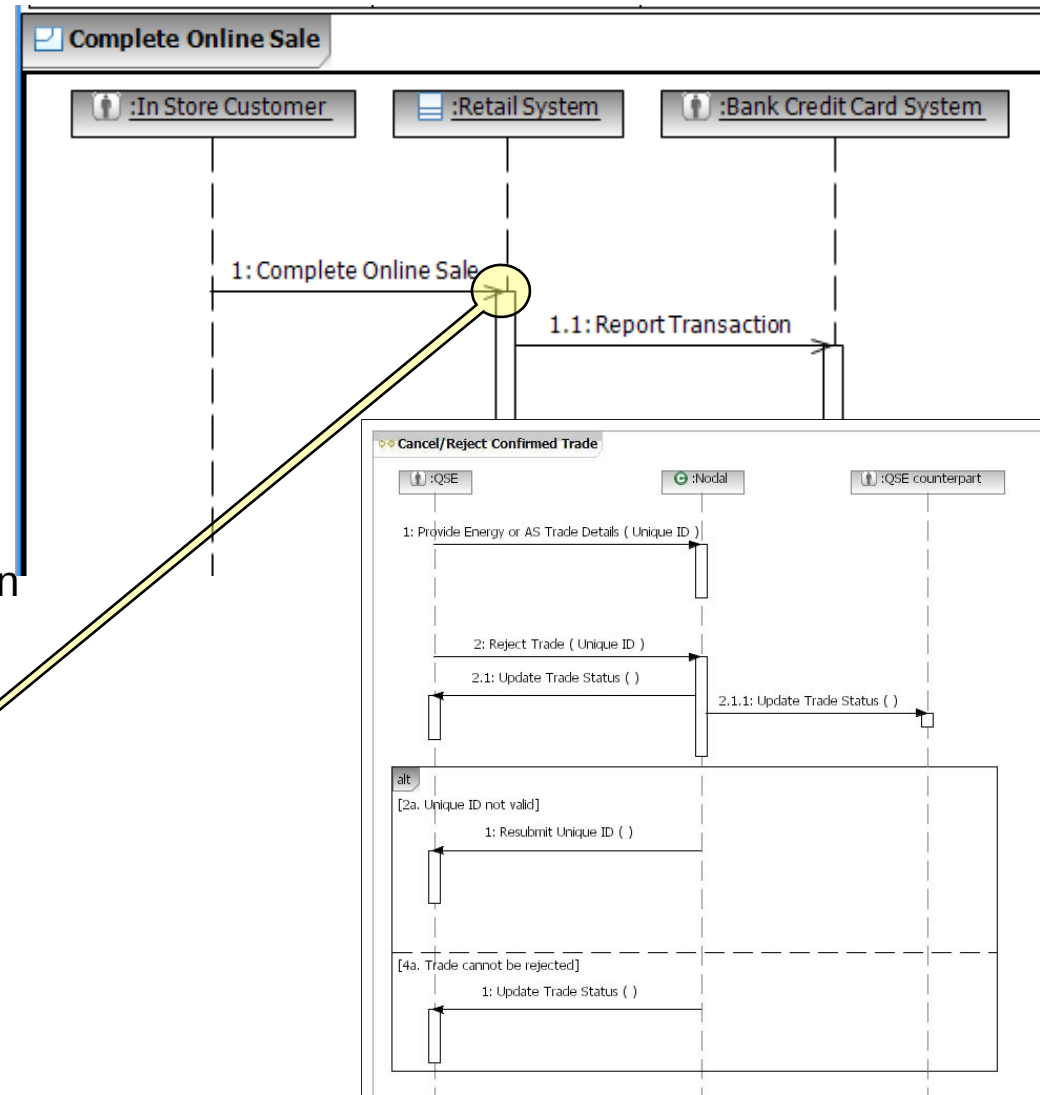 Complete Online Sale
:In Store Customer
:Retail System
:Bank Credit Card System
1: Complete Online Sale
1.1: Report Transaction
n
Cancel/Reject Confirmed Trade
:QSE
:Nodal
:QSE counterpart
1: Provide Energy or AS Trade Details ( Unique ID )
2: Reject Trade ( Unique ID )
2.1: Update Trade Status ( )
2.1.1: Update Trade Status ( )
alt
[2a. Unique ID not valid]
1: Resubmit Unique ID ( )
[4a. Trade cannot be rejected]
1: Update Trade Status ( )